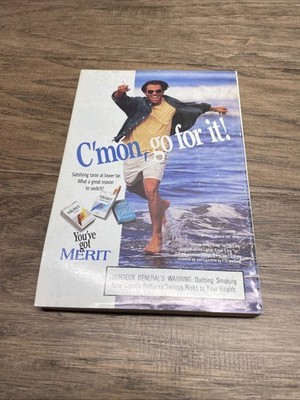 C'mon, go for it!
Satisfying taste at lower tar.
What a great reason
to switch!
You've
got
MERIT
SURGEON GENERAL'S WARNING: Quitting Smoking
Now Greatly Reduces Serious Risks to Your Health.